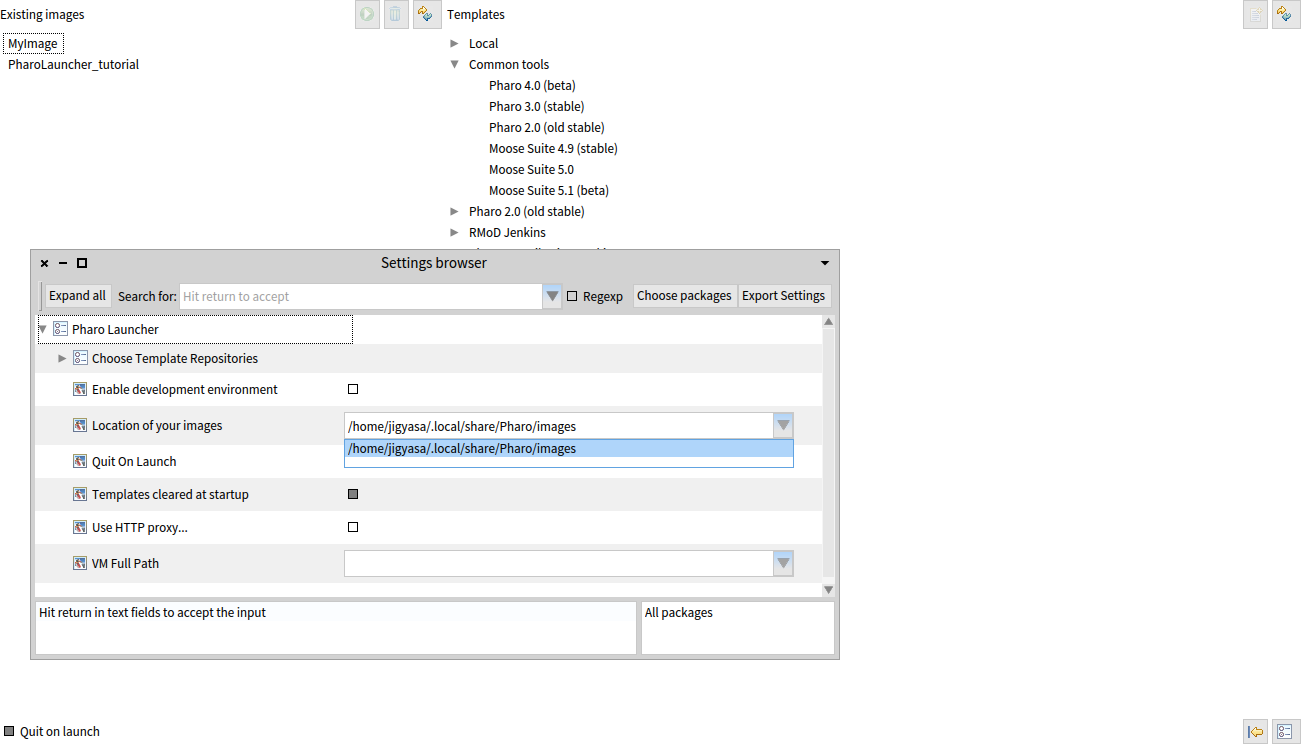 Existing images
Templates
MyImage
PharoLauncher_tutorial
Local
Common tools
Pharo 4.0 (beta)
Pharo 3.0 (stable)
Pharo 2.0 (old stable)
Moose Suite 4.9 (stable)
Moose Suite 5.0
Moose Suite 5.1 (beta)
Pharo 2.0 (old stable)
RMoD Jenkins
Settings browser
Expand all
Search for:
Hit return to accept
Regexp
Choose packages
Export Settings
Pharo Launcher
Choose Template Repositories
Enable development environment
Location of your images
/home/jigyasa/.local/share/Pharo/images
/home/jigyasa/.local/share/Pharo/images
Quit On Launch
Templates cleared at startup
Use HTTP proxy...
VM Full Path
Hit return in text fields to accept the input
All packages
Quit on launch